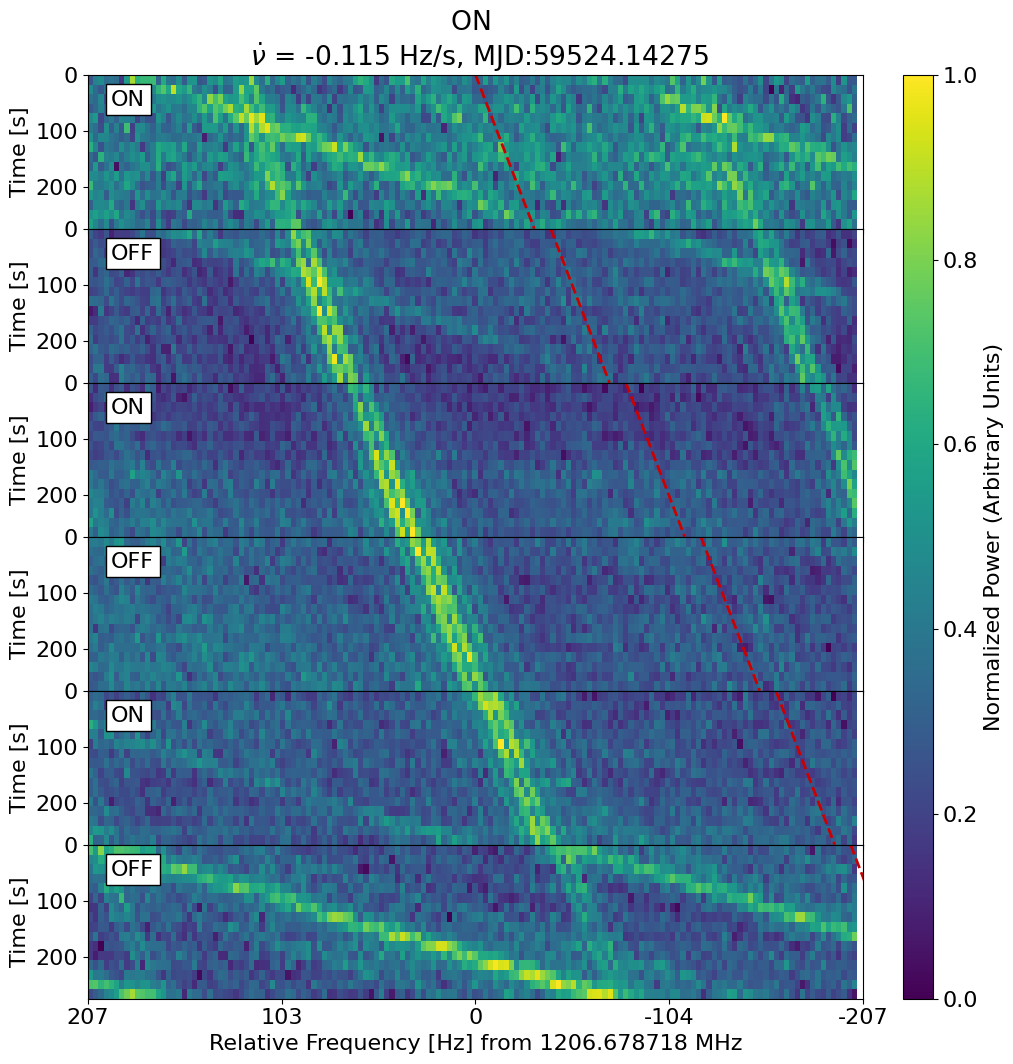 ON
ν̇ = -0.115 Hz/s, MJD:59524.14275
0
ON
100
Time [s]
200
0
OFF
100
Time [s]
200
0
ON
100
Time [s]
200
0
OFF
100
Time [s]
200
0
ON
100
Time [s]
200
0
OFF
100
Time [s]
200
207 103 0 -104 -207
Relative Frequency [Hz] from 1206.678718 MHz
1.0
0.8
0.6
0.4
0.2
0.0
Normalized Power (Arbitrary Units)